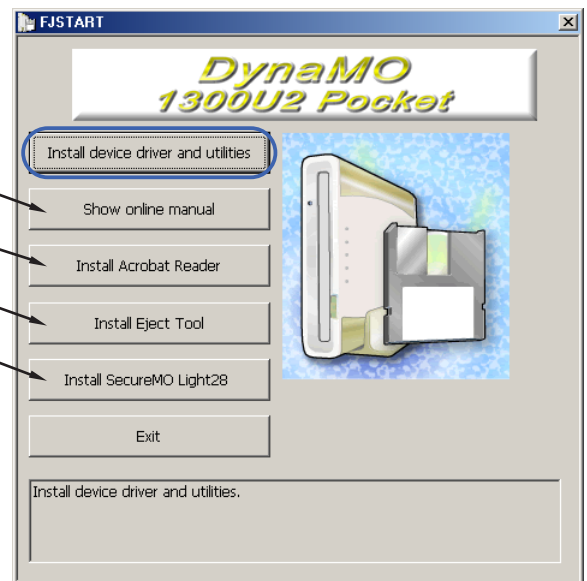 FJSTART
DynaMO
1300U2 Pocket
Install device driver and utilities
Show online manual
Install Acrobat Reader
Install Eject Tool
Install SecureMO Light28
Exit
Install device driver and utilities.